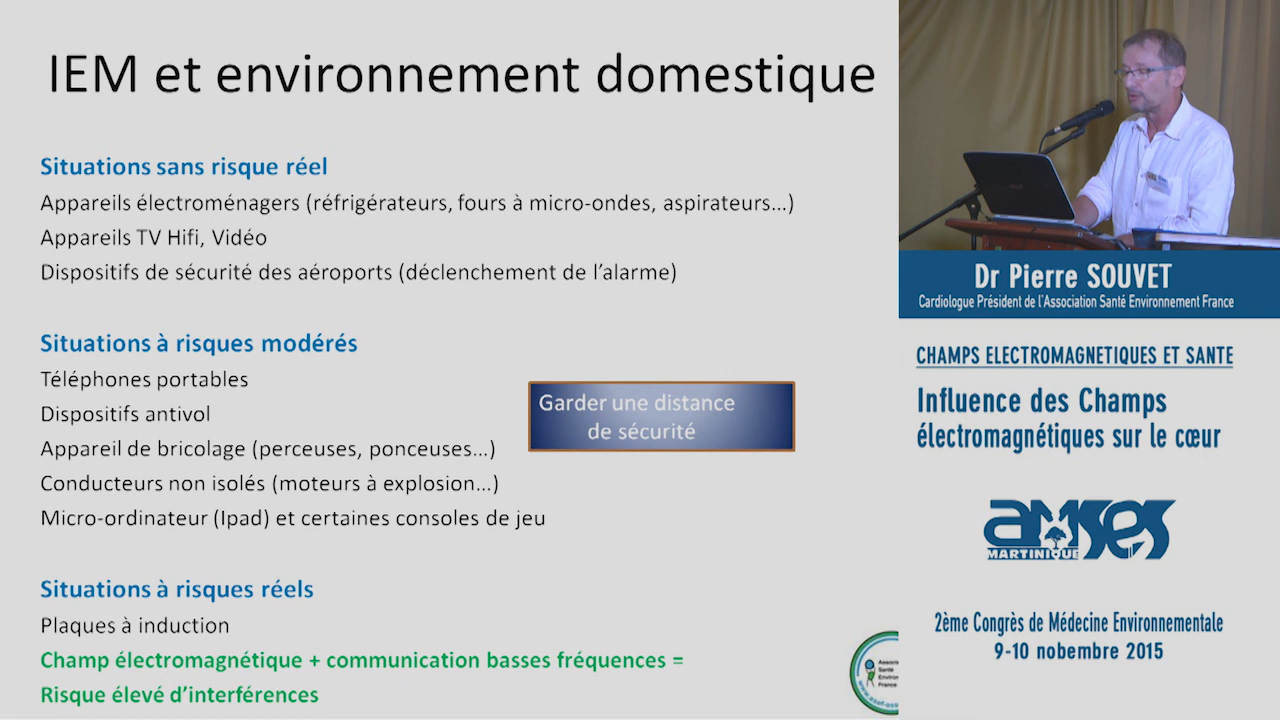 IEM et environnement domestique
Situations sans risque réel
Appareils électroménagers (réfrigérateurs, fours à micro-ondes, aspirateurs…)
Appareils TV Hifi, Vidéo
Dispositifs de sécurité des aéroports (déclenchement de l’alarme)
Situations à risques modérés
Téléphones portables
Dispositifs antivol
Appareil de bricolage (perceuses, ponceuses…)
Conducteurs non isolés (moteurs à explosion…)
Micro-ordinateur (Ipad) et certaines consoles de jeu
Garder une distance
de sécurité
Situations à risques réels
Plaques à induction
Champ électromagnétique + communication basses fréquences =
Risque élevé d’interférences
Dr Pierre SOUVET
Cardiologue Président de l'Association Santé Environnement France
CHAMPS ELECTROMAGNETIQUES ET SANTE
Influence des Champs
électromagnétiques sur le cœur
AMSES
MARTINIQUE
2ème Congrès de Médecine Environnementale
9-10 nobembre 2015